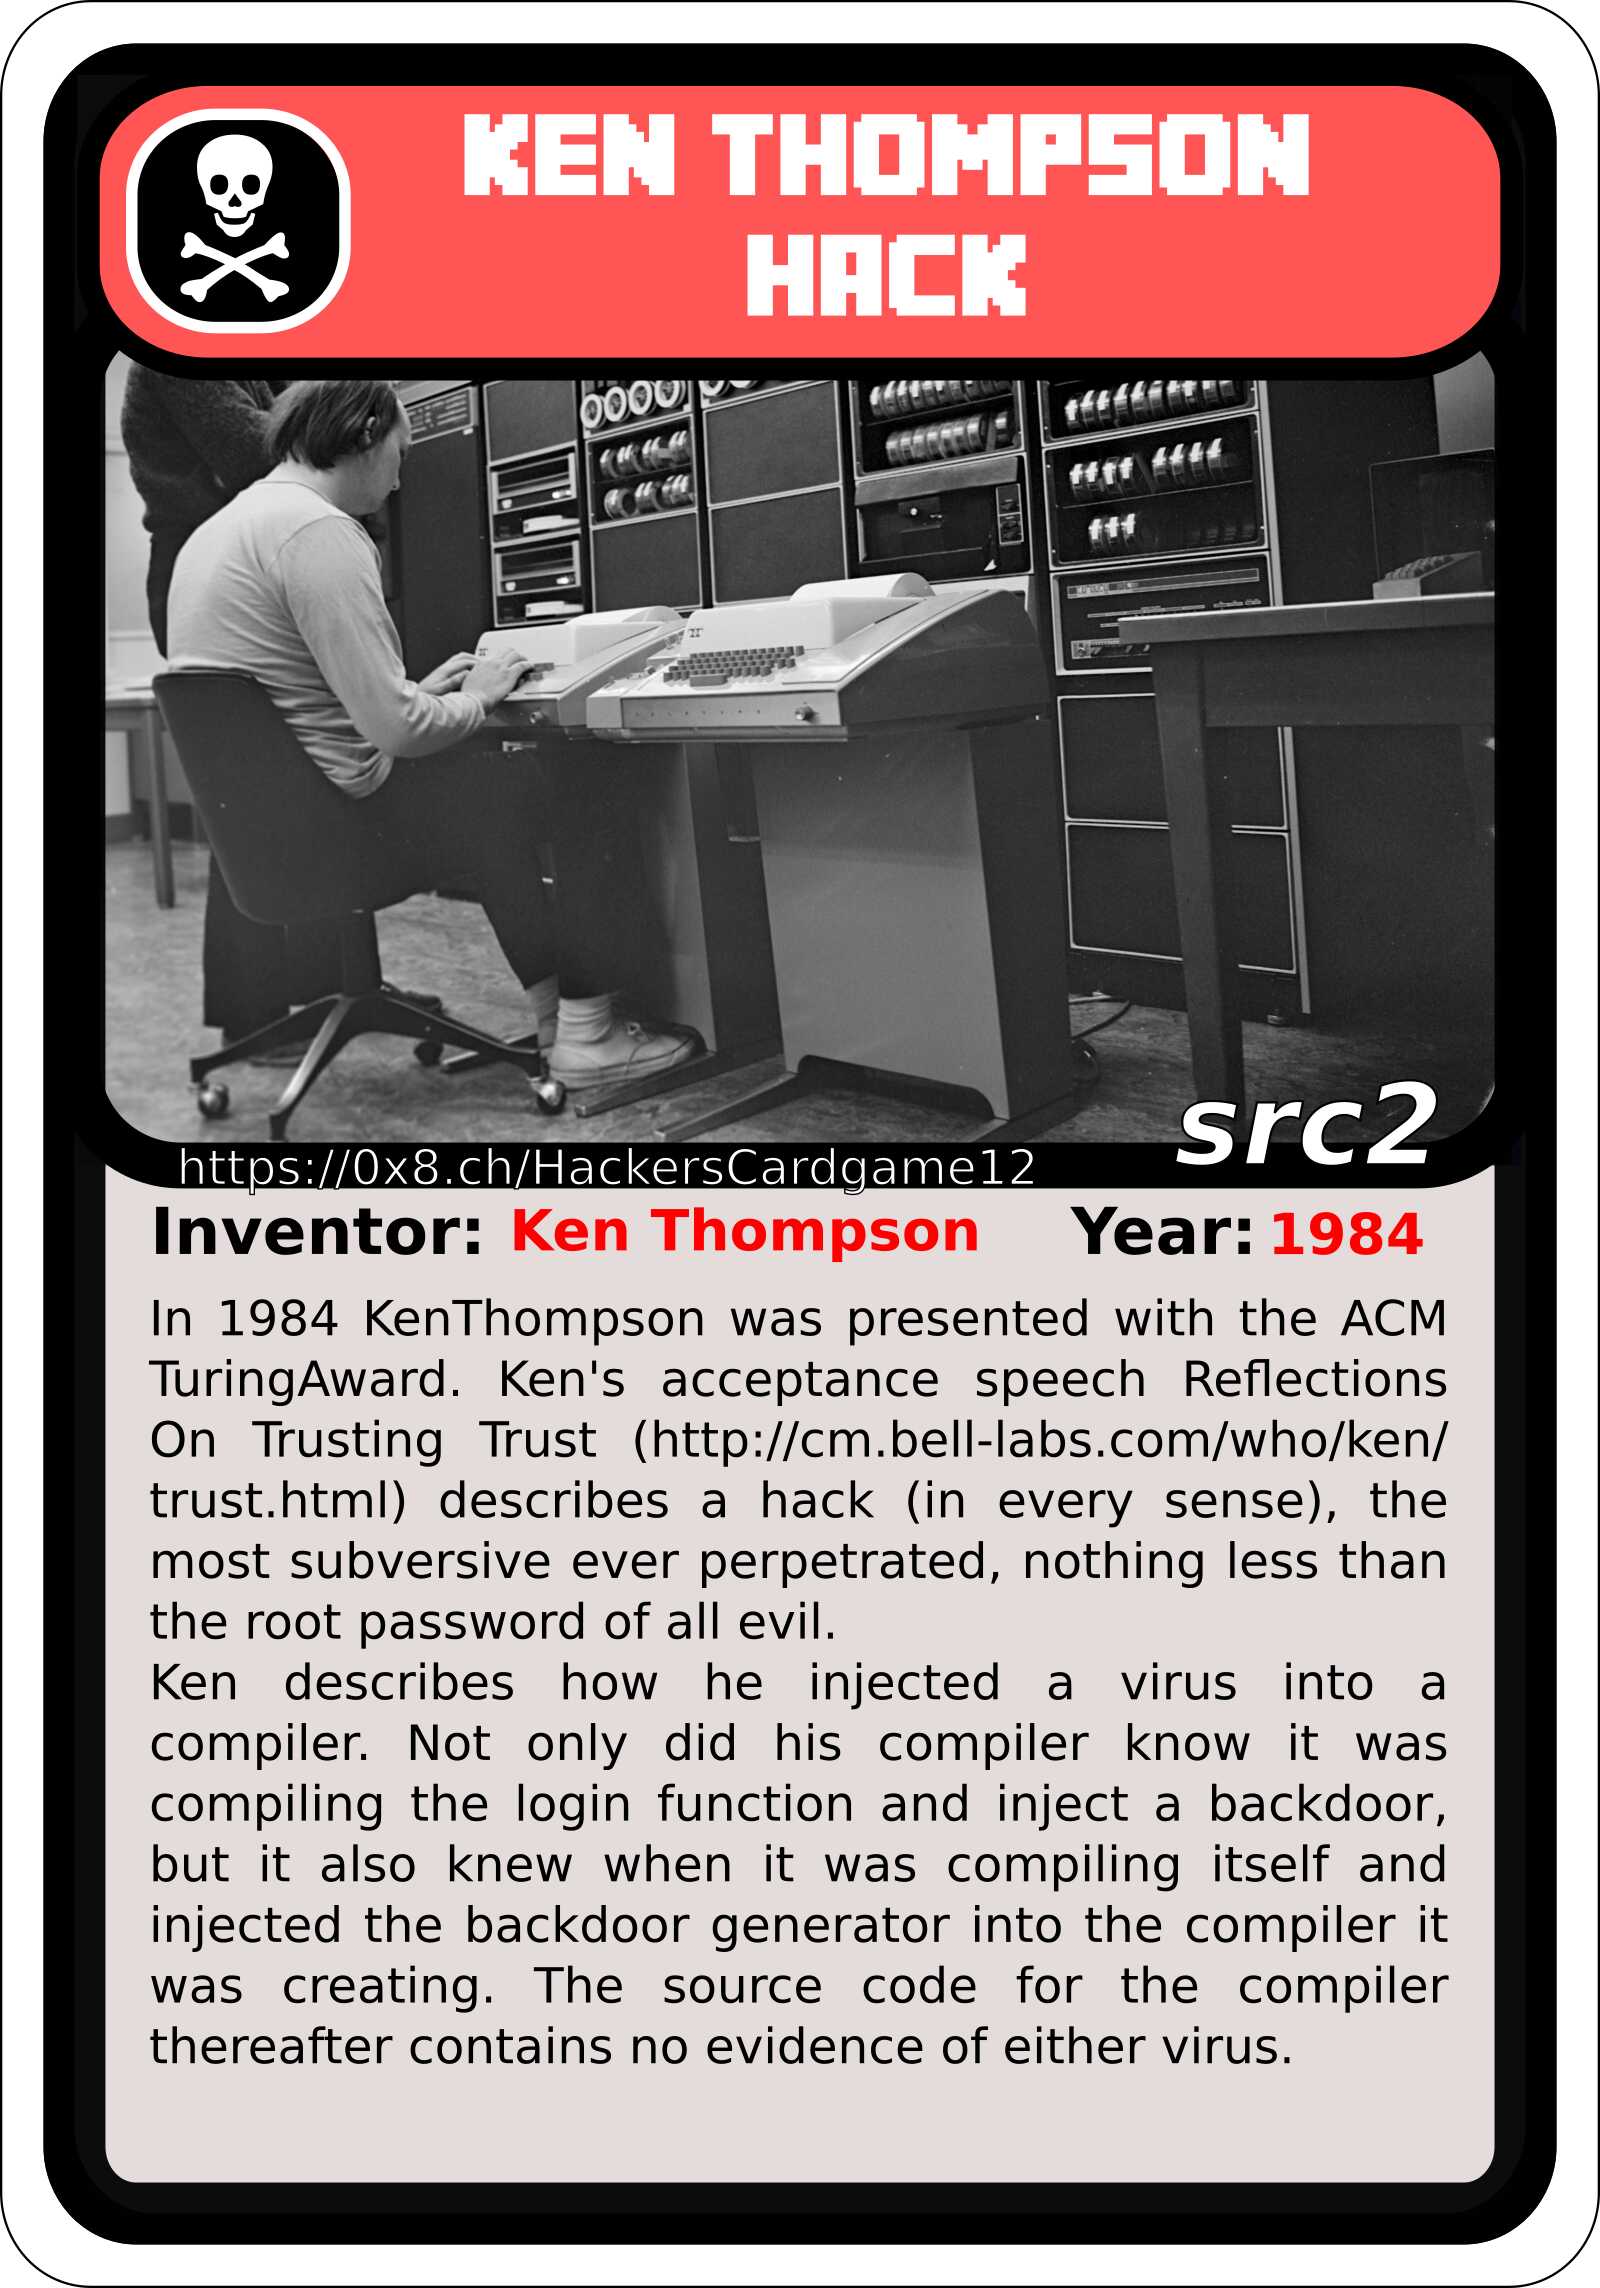 KEN THOMPSON
HACK
src2
https://0x8.ch/HackersCardgame12
Inventor: Ken Thompson Year: 1984
In 1984 KenThompson was presented with the ACM
TuringAward. Ken's acceptance speech Reflections
On Trusting Trust (http://cm.bell-labs.com/who/ken/
trust.html) describes a hack (in every sense), the
most subversive ever perpetrated, nothing less than
the root password of all evil.
Ken describes how he injected a virus into a
compiler. Not only did his compiler know it was
compiling the login function and inject a backdoor,
but it also knew when it was compiling itself and
injected the backdoor generator into the compiler it
was creating. The source code for the compiler
thereafter contains no evidence of either virus.